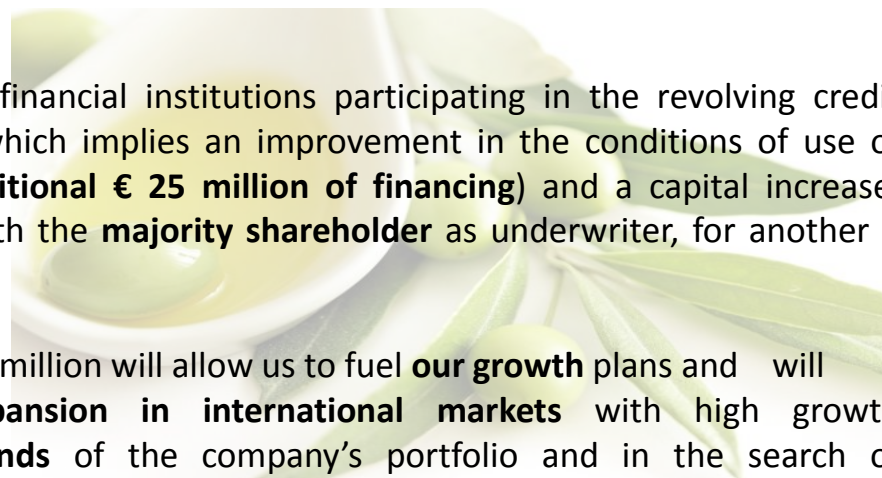 financial institutions participating in the revolving credi
which implies an improvement in the conditions of use o
itional € 25 million of financing) and a capital increase
th the majority shareholder as underwriter, for another
million will allow us to fuel our growth plans and will
pansion in international markets with high growt
nds of the company’s portfolio and in the search o